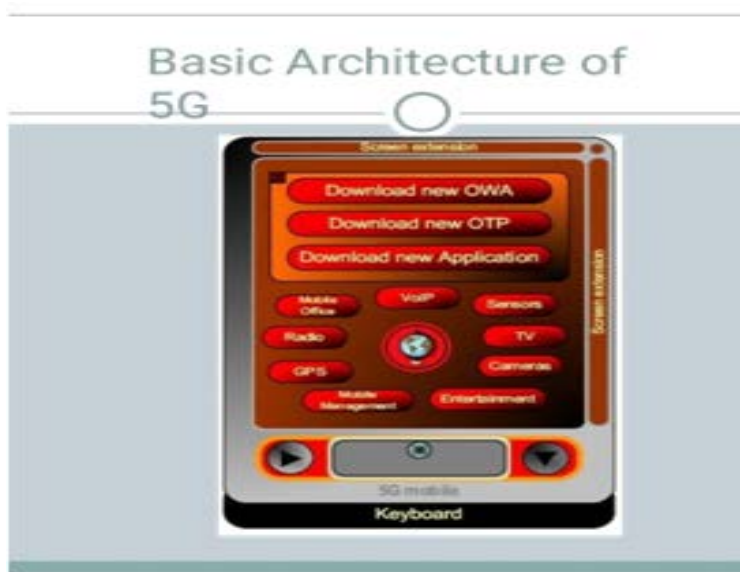 Basic Architecture of
5G
Screen extension
Download new OWA
Download new OTP
Download new Application
Screen extension
Mobile
Office
VoIP
Sensors
Radio
TV
GPS
Cameras
Mobile
Management
Entertainment
5G mobile
Keyboard